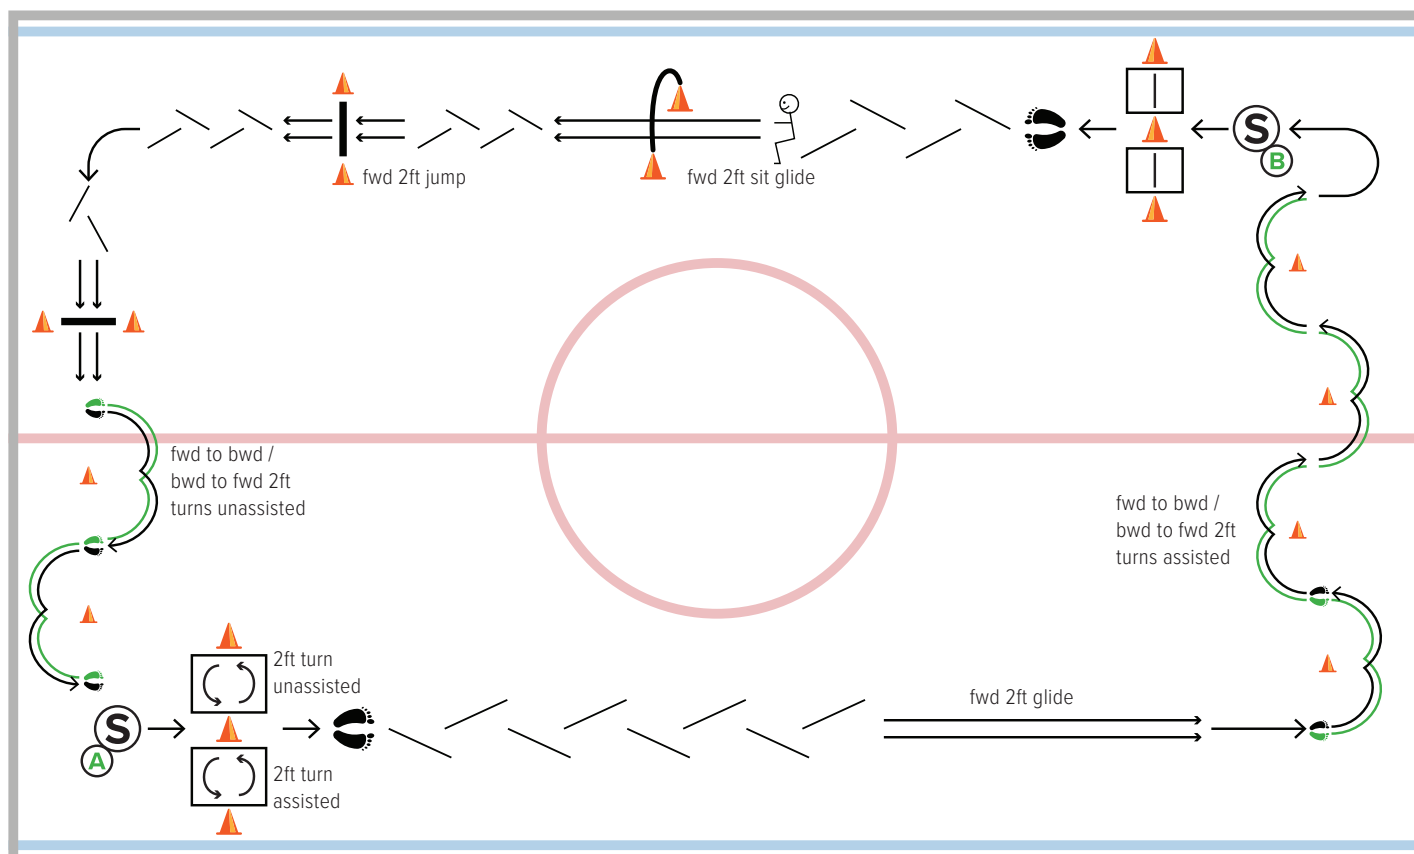 S
B
fwd 2ft jump
fwd 2ft sit glide
fwd to bwd /
bwd to fwd 2ft
turns unassisted
fwd to bwd /
bwd to fwd 2ft
turns assisted
2ft turn
unassisted
fwd 2ft glide
S
A
2ft turn
assisted